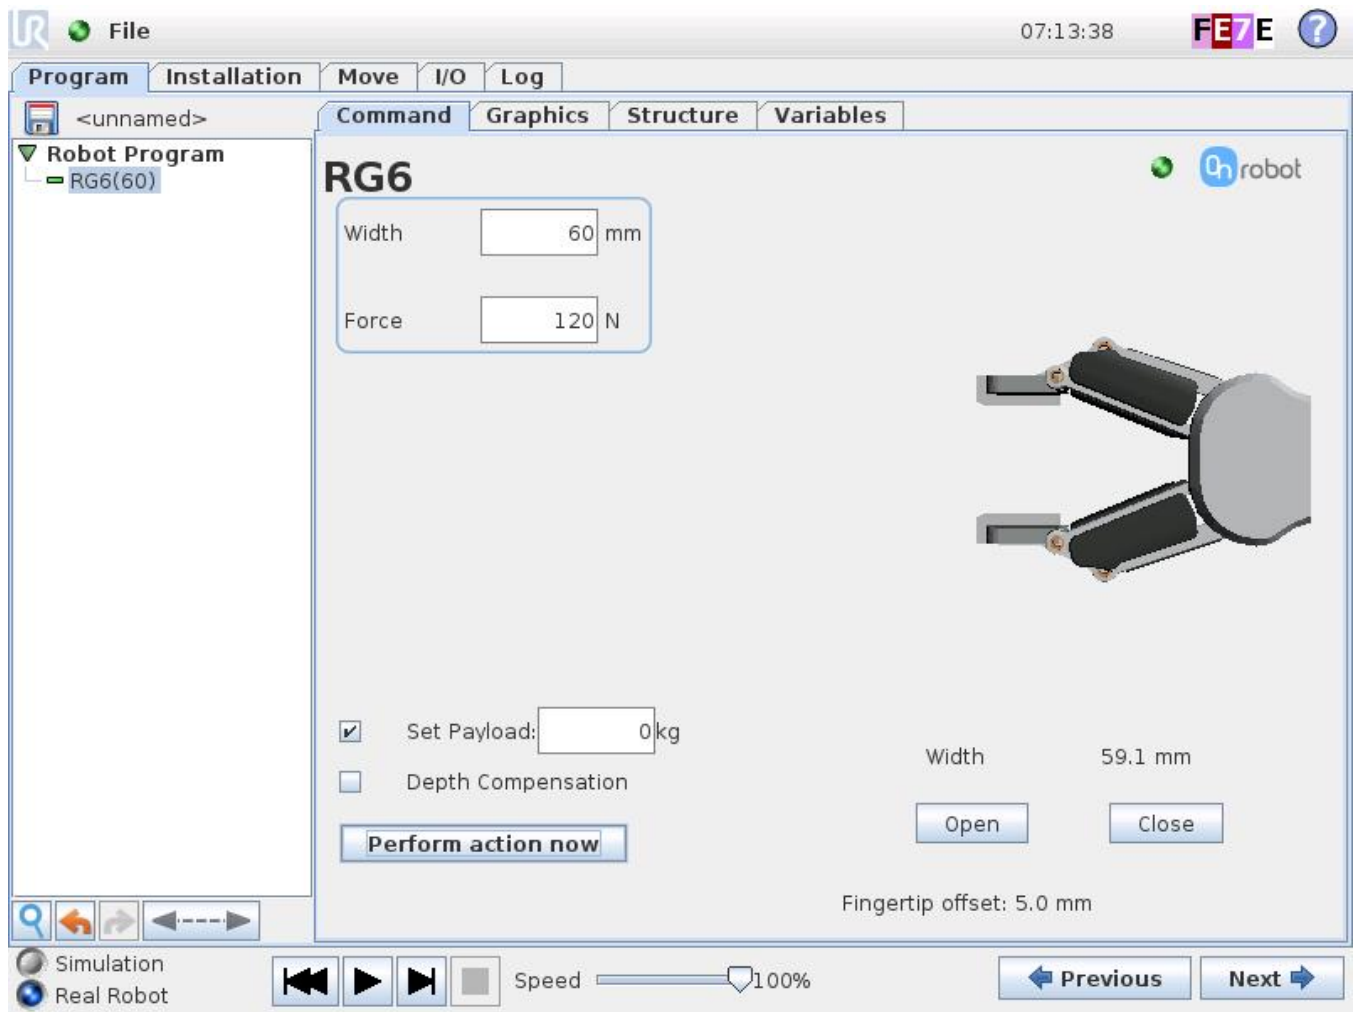 UR File 07:13:38 FE7E ?
Program Installation Move I/O Log
<unnamed> Command Graphics Structure Variables
Robot Program
RG6(60)
RG6
On robot
Width 60 mm
Force 120 N
Set Payload: 0 kg
Depth Compensation
Perform action now
Width 59.1 mm
Open Close
Fingertip offset: 5.0 mm
Simulation
Real Robot
Speed 100%
Previous Next